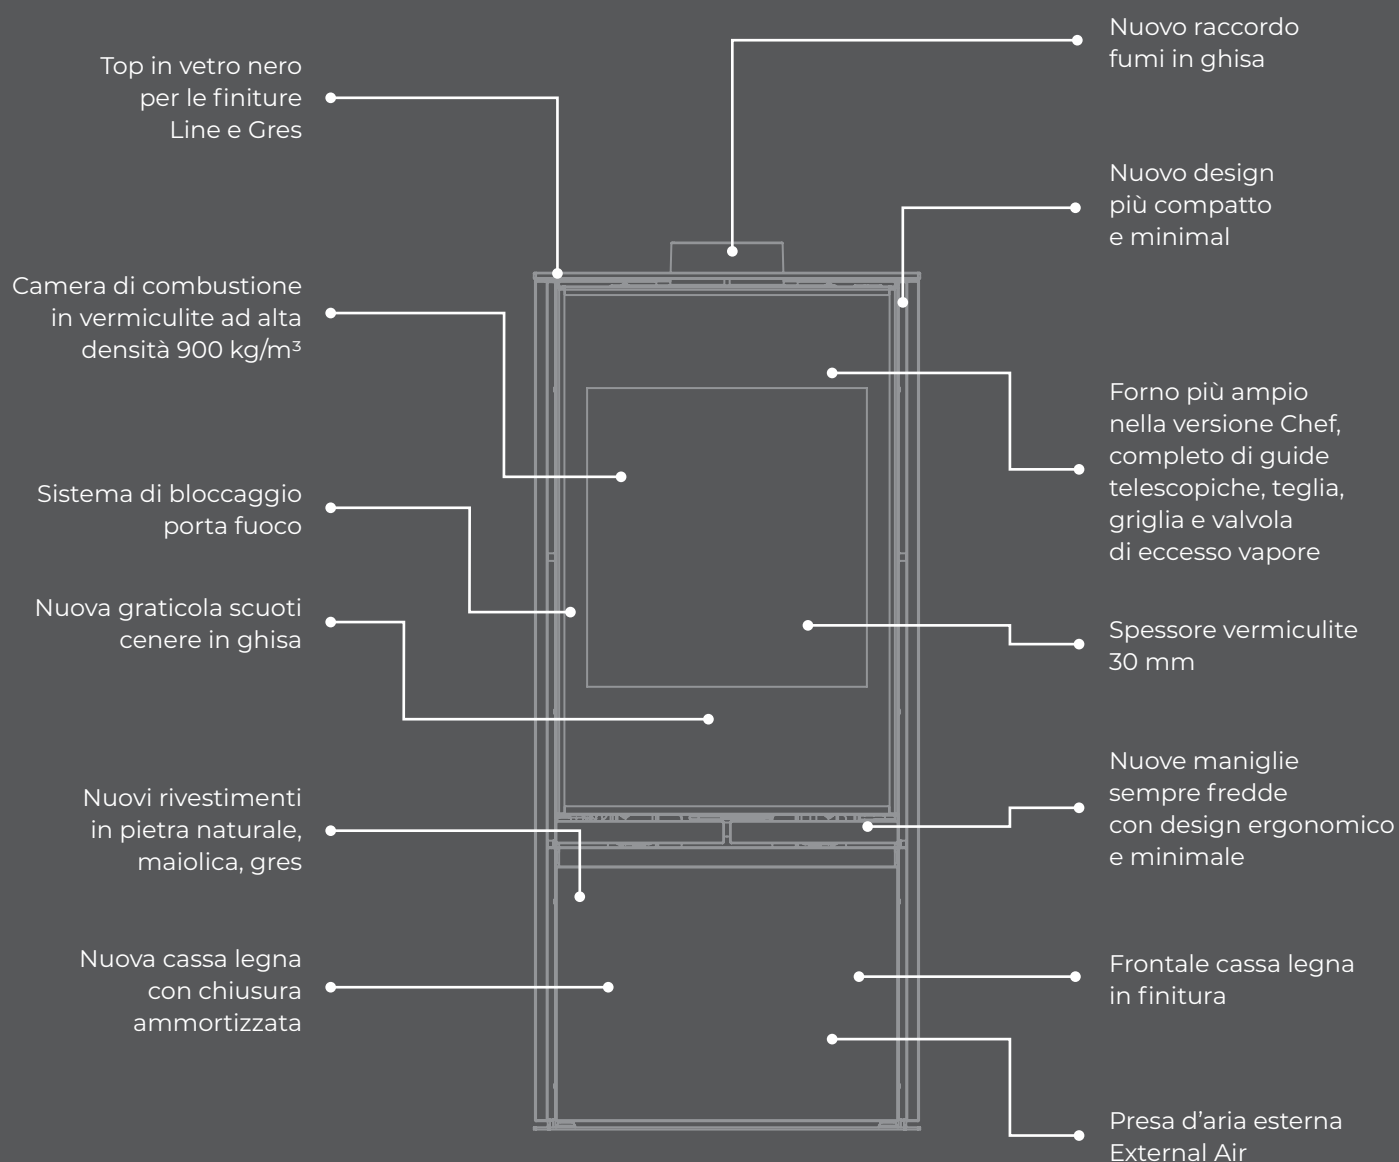 Top in vetro nero
per le finiture
Line e Gres
Camera di combustione
in vermiculite ad alta
densità 900 kg/m³
Sistema di bloccaggio
porta fuoco
Nuova graticola scuoti
cenere in ghisa
Nuovi rivestimenti
in pietra naturale,
maiolica, gres
Nuova cassa legna
con chiusura
ammortizzata
Nuovo raccordo
fumi in ghisa
Nuovo design
più compatto
e minimal
Forno più ampio
nella versione Chef,
completo di guide
telescopiche, teglia,
griglia e valvola
di eccesso vapore
Spessore vermiculite
30 mm
Nuove maniglie
sempre fredde
con design ergonomico
e minimale
Frontale cassa legna
in finitura
Presa d’aria esterna
External Air